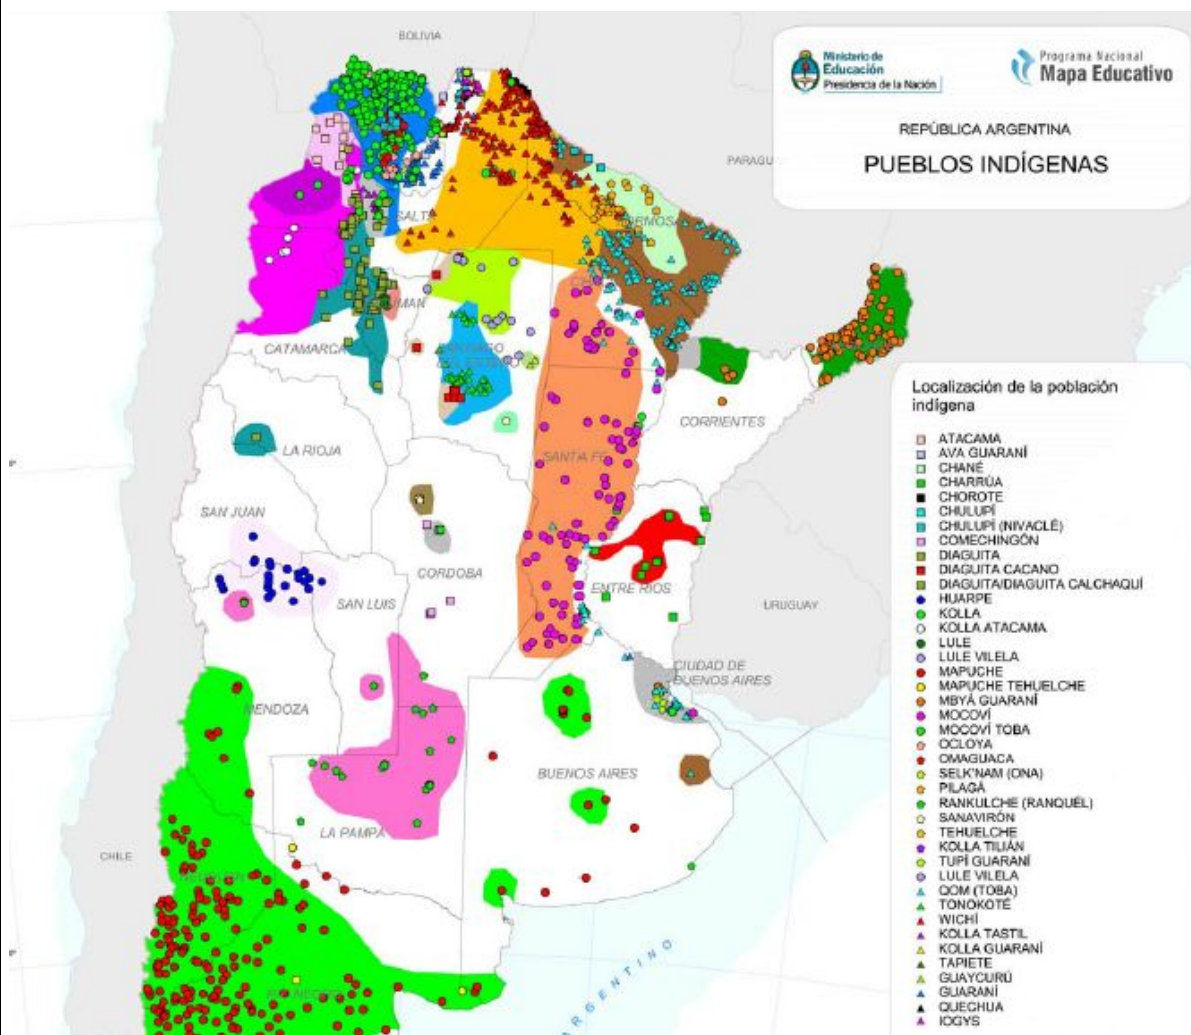 BOLIVIA
Ministerio de
Educación
Presidencia de la Nación
Programa Nacional
Mapa Educativo
REPÚBLICA ARGENTINA
PUEBLOS INDÍGENAS
PARAGU
SALTA
FORMOSA
CATAMARCA
LA RIOJA
SANTA FE
CORRIENTES
SAN JUAN
CORDOBA
SAN LUIS
ENTRE RIOS
URUGUAY
CIUDAD DE
BUENOS AIRES
MENDOZA
BUENOS AIRES
LA PAMPA
CHILE
ARGENTINO
Localización de la población
indígena
ATACAMA
AVA GUARANÍ
CHANÉ
CHARRÚA
CHOROTE
CHULUPÍ
CHULUPÍ (NIVACLÉ)
COMECHINGÓN
DIAGUITA
DIAGUITA CACANO
DIAGUITA/DIAGUITA CALCHAQUÍ
HUARPE
KOLLA
KOLLA ATACAMA
LULE
LULE VILELA
MAPUCHE
MAPUCHE TEHUELCHE
MBYÁ GUARANÍ
MOCOVÍ
MOCOVÍ TOBA
OCLOYA
OMAGUACA
SELK'NAM (ONA)
PILAGÁ
RANKULCHE (RANQUÉL)
SANAVIRÓN
TEHUELCHE
KOLLA TILIÁN
TUPÍ GUARANÍ
LULE VILELA
QOM (TOBA)
TONOKOTÉ
WICHÍ
KOLLA TASTIL
KOLLA GUARANÍ
TAPIETE
GUAYCURÚ
GUARANÍ
QUECHUA
IOGYS